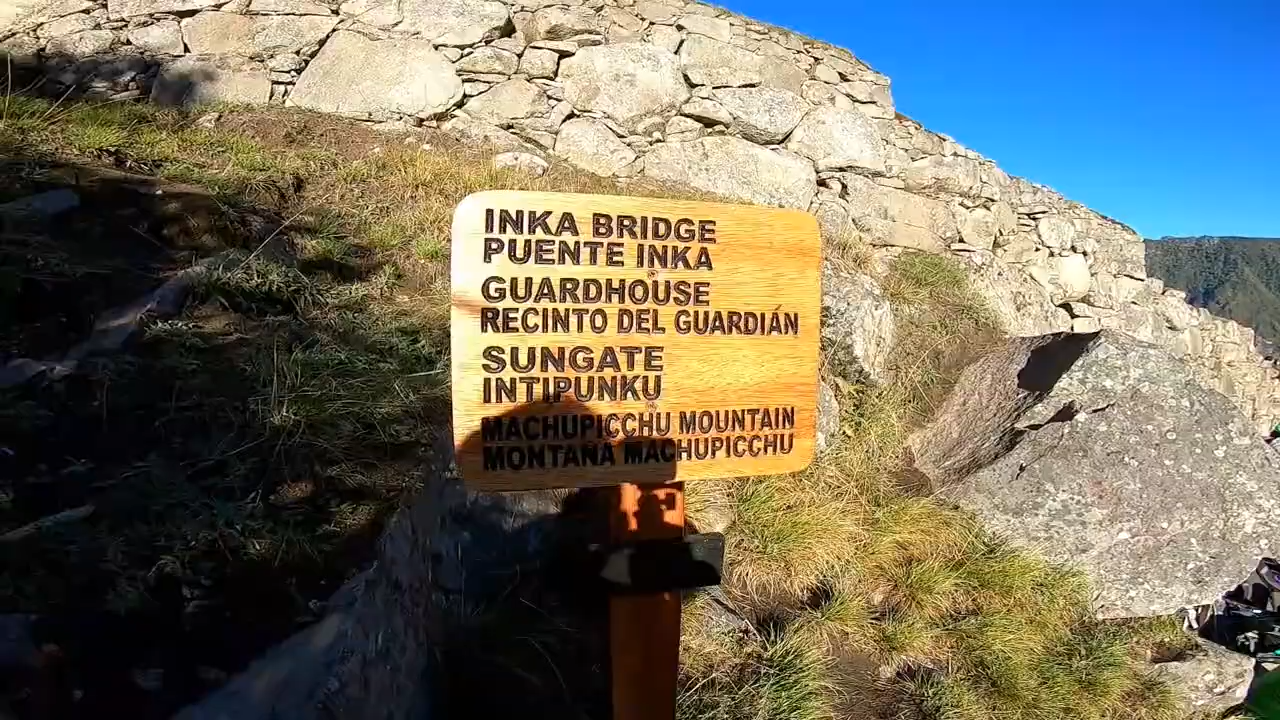 INKA BRIDGE
PUENTE INKA
GUARDHOUSE
RECINTO DEL GUARDIÁN
SUNGATE
INTIPUNKU
MACHUPICCHU MOUNTAIN
MONTAÑA MACHUPICCHU